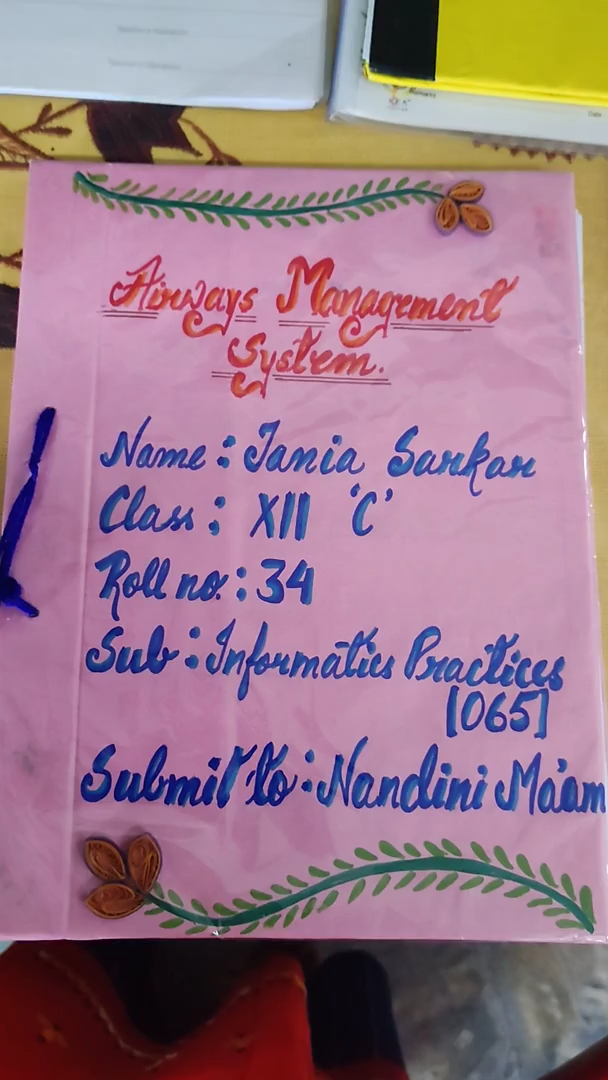 Airways Management
System.
Name : Tania Sarkar
Class : XII 'C'
Roll no. : 34
Sub : Informatics Practices
[065]
Submit to : Nandini Ma'am